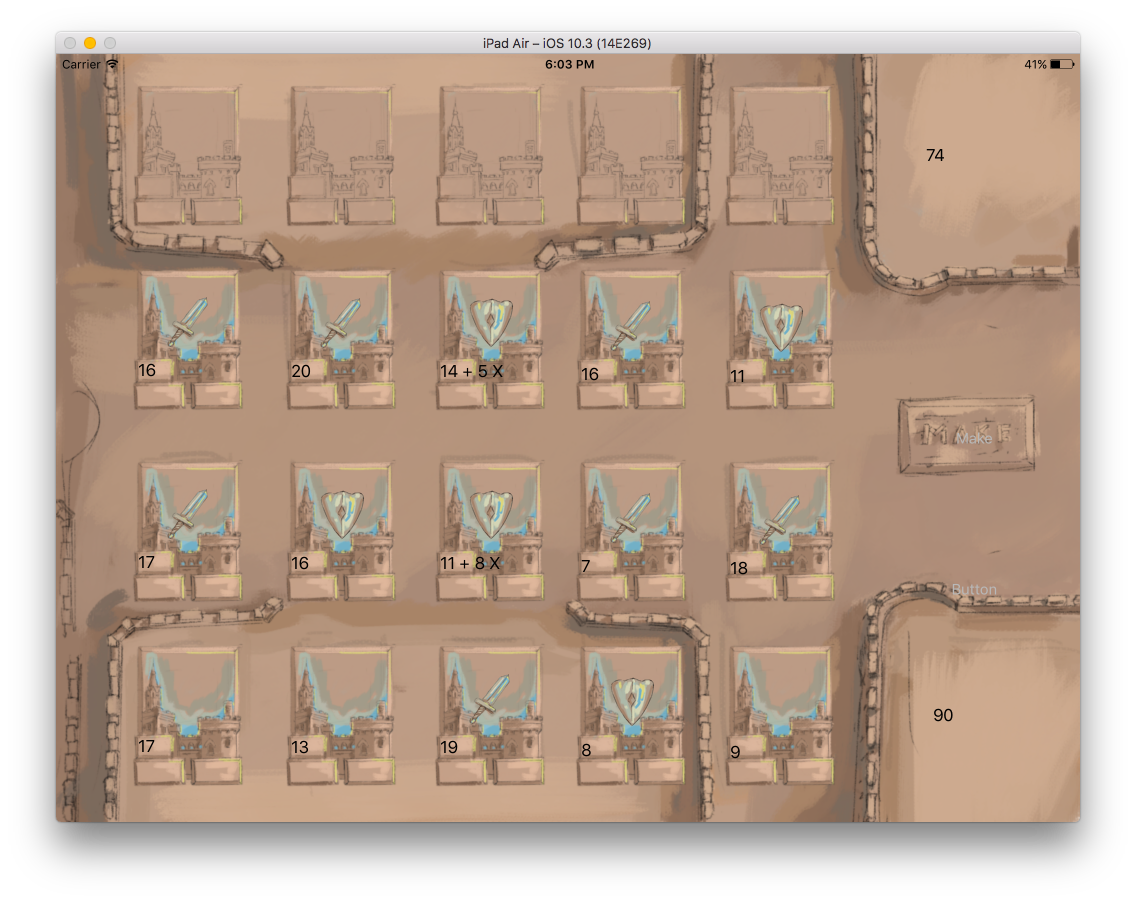 iPad Air – iOS 10.3 (14E269)
Carrier 6:03 PM 41%
74
16 20 14 + 5 X 16 11
MAKE
Make
17 16 11 + 8 X 7 18
Button
17 13 19 8 9
90